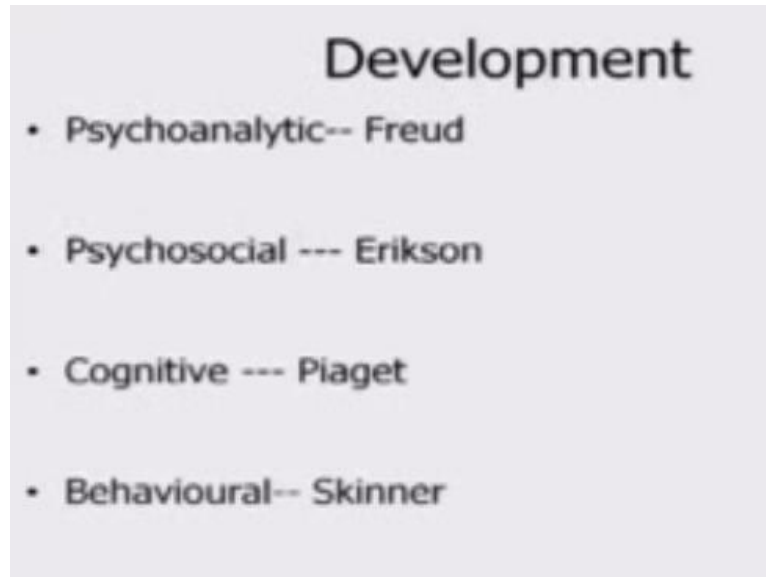 Development
• Psychoanalytic-- Freud
• Psychosocial --- Erikson
• Cognitive --- Piaget
• Behavioural-- Skinner